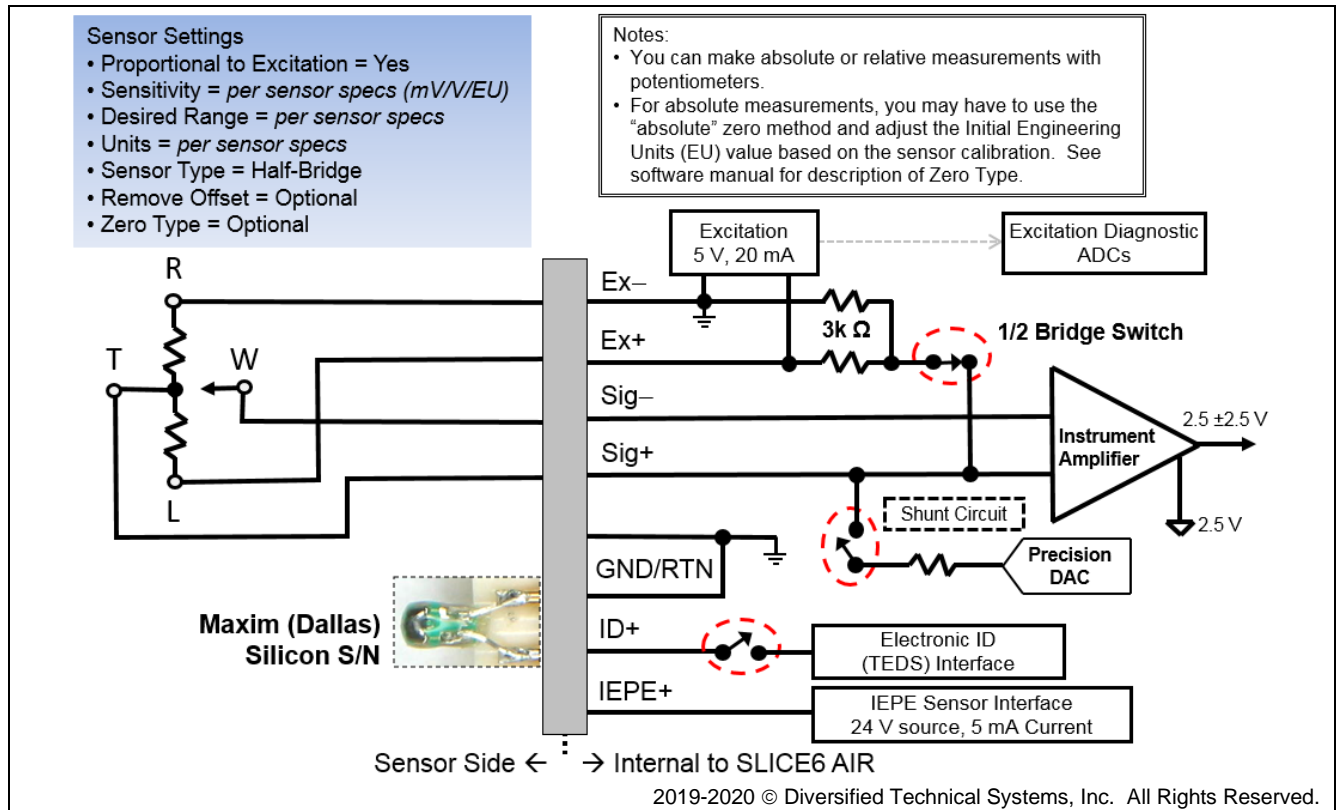 Sensor Settings
• Proportional to Excitation = Yes
• Sensitivity = per sensor specs (mV/V/EU)
• Desired Range = per sensor specs
• Units = per sensor specs
• Sensor Type = Half-Bridge
• Remove Offset = Optional
• Zero Type = Optional
Notes:
• You can make absolute or relative measurements with
potentiometers.
• For absolute measurements, you may have to use the
“absolute” zero method and adjust the Initial Engineering
Units (EU) value based on the sensor calibration. See
software manual for description of Zero Type.
Excitation
5 V, 20 mA
Excitation Diagnostic
ADCs
R
T
W
L
Ex–
Ex+
3k Ω
1/2 Bridge Switch
Sig–
Sig+
Instrument
Amplifier
2.5 ±2.5 V
2.5 V
Shunt Circuit
Precision
DAC
GND/RTN
Maxim (Dallas)
Silicon S/N
ID+
Electronic ID
(TEDS) Interface
IEPE+
IEPE Sensor Interface
24 V source, 5 mA Current
Sensor Side ← → Internal to SLICE6 AIR
2019-2020 © Diversified Technical Systems, Inc. All Rights Reserved.